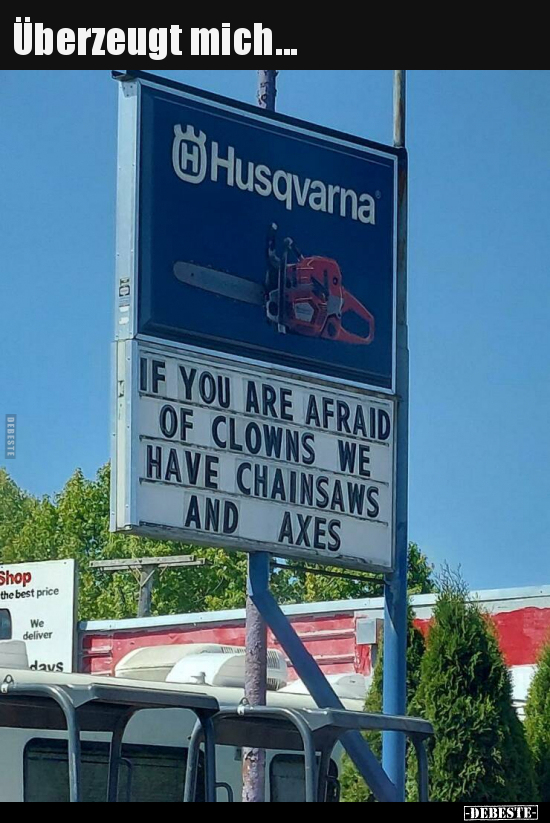 Überzeugt mich...
Husqvarna
IF YOU ARE AFRAID
OF CLOWNS WE
HAVE CHAINSAWS
AND AXES
DEBESTE
Shop
the best price
We
deliver
days
-DEBESTE-